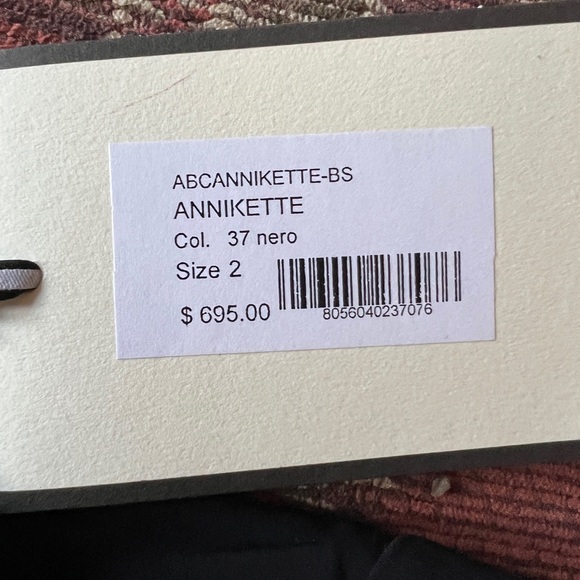 ABCANNIKETTE-BS
ANNIKETTE
Col. 37 nero
Size 2
$ 695.00
8056040237076